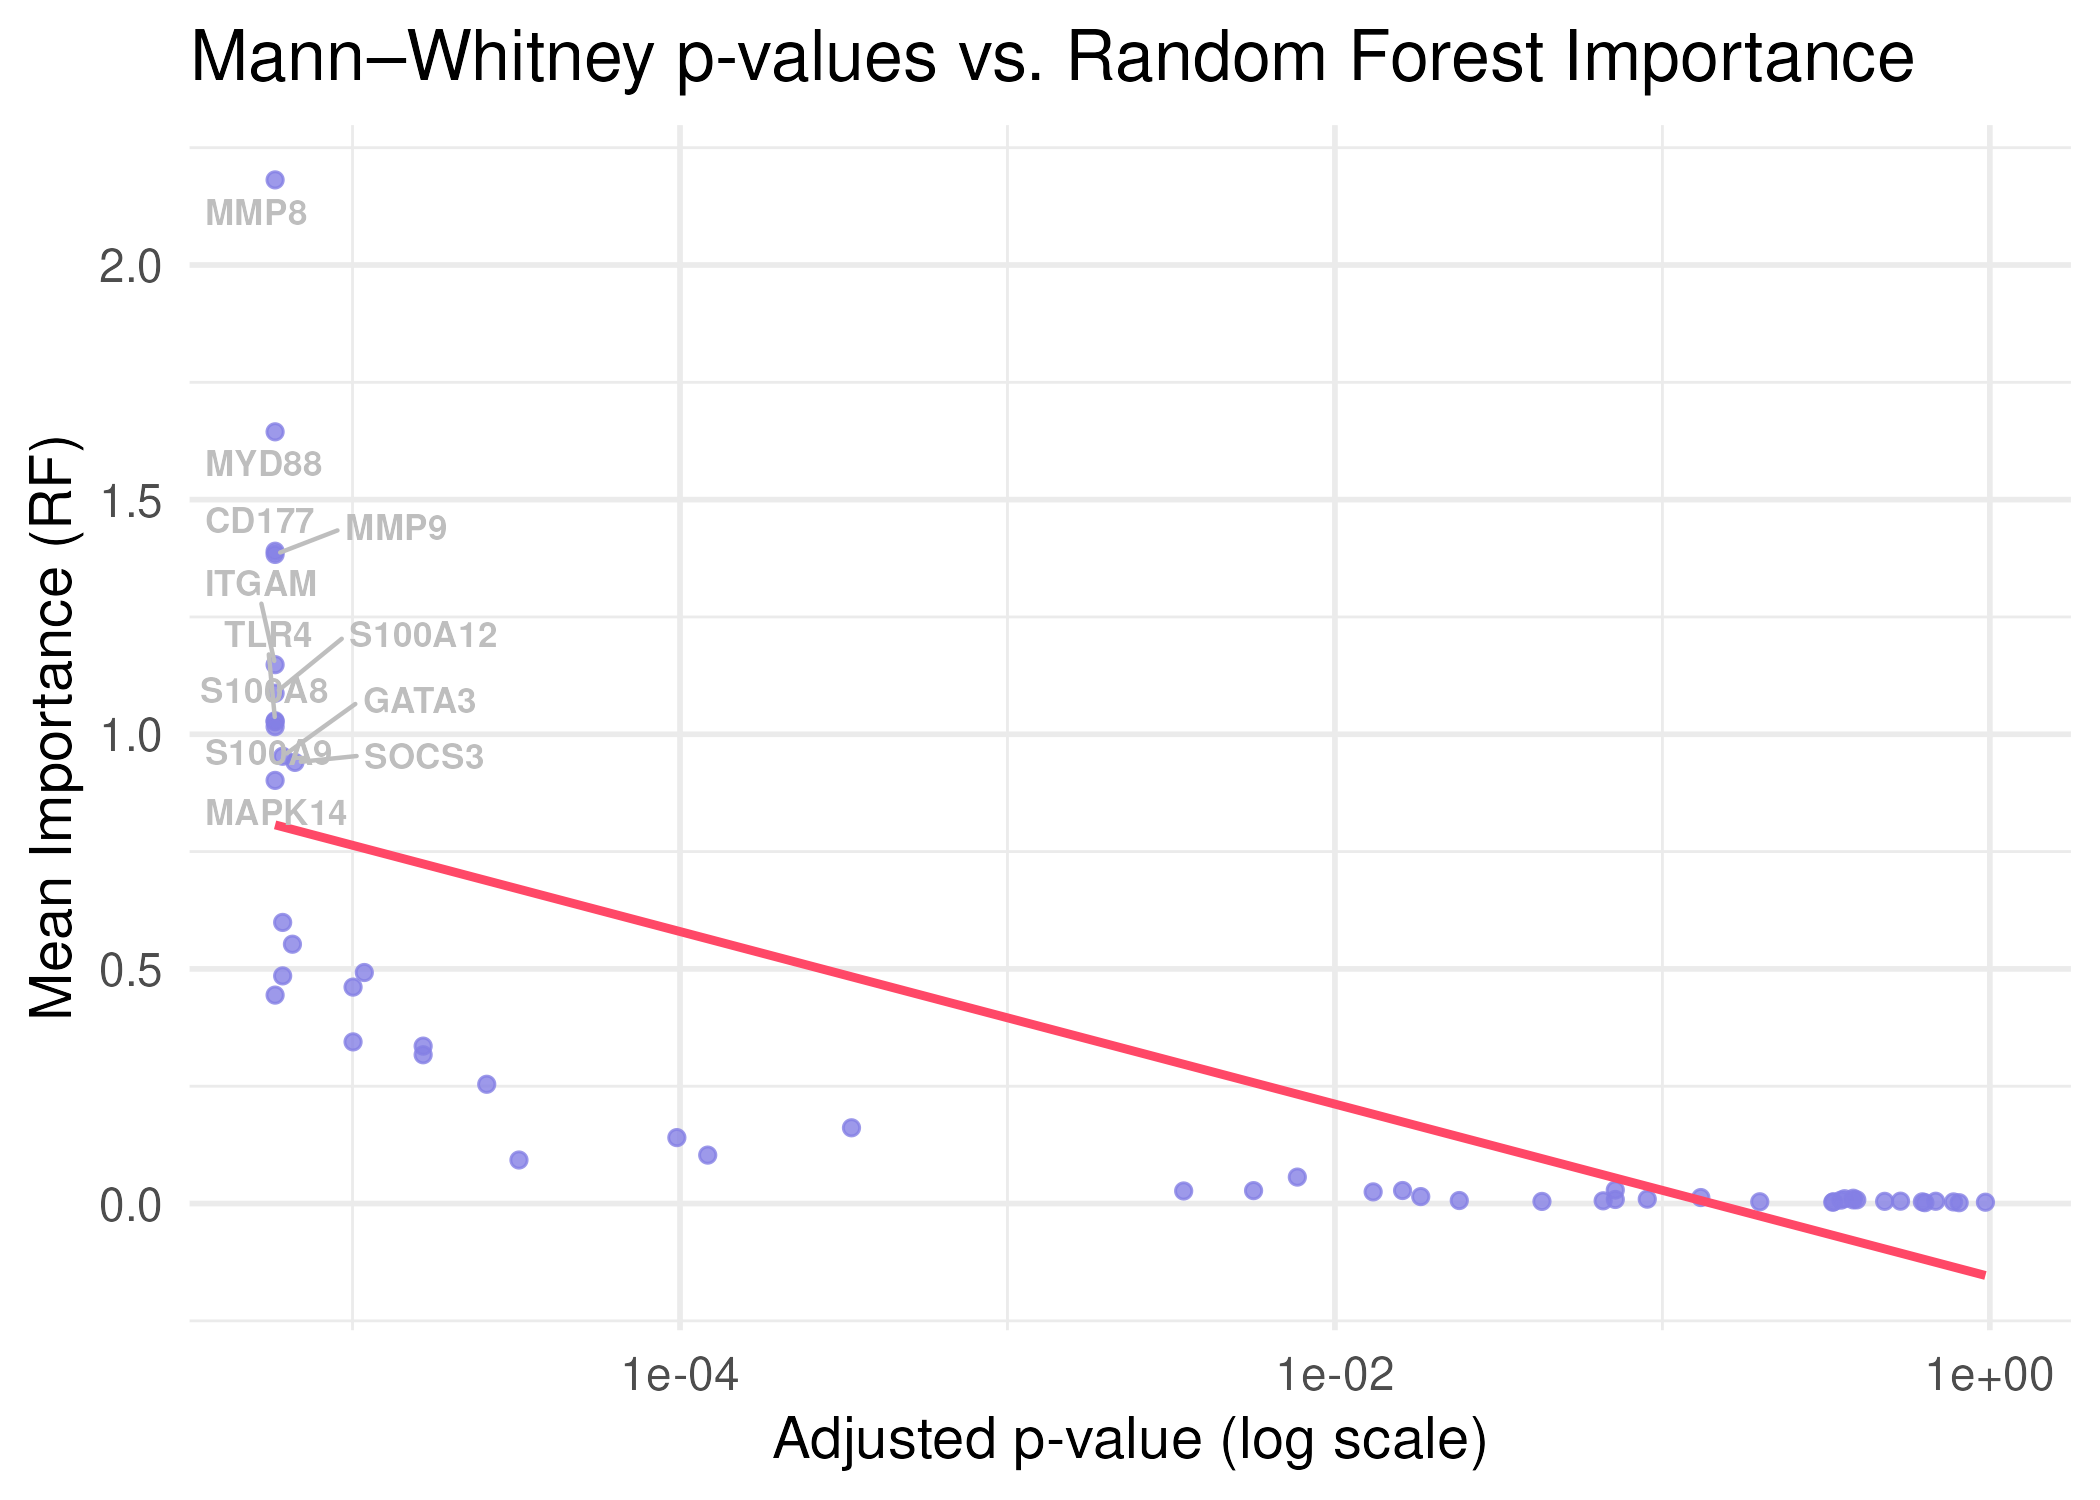 Mann–Whitney p-values vs. Random Forest Importance
Mean Importance (RF)
2.0
1.5
1.0
0.5
0.0
MMP8
MYD88
CD177
MMP9
ITGAM
TLR4
S100A12
S100A8
GATA3
S100A9
SOCS3
MAPK14
1e-04
1e-02
1e+00
Adjusted p-value (log scale)